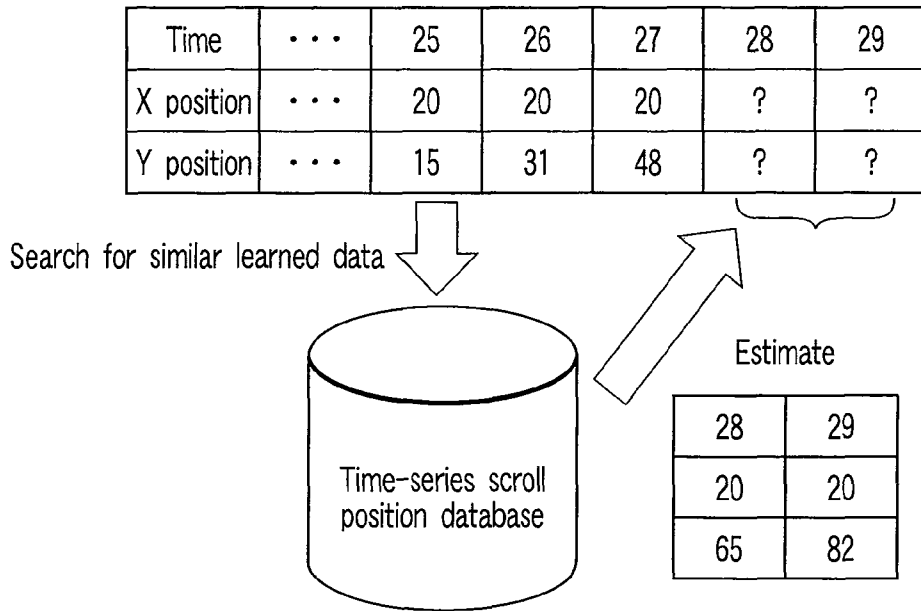 Time ・・・ 25 26 27 28 29
X position ・・・ 20 20 20 ? ?
Y position ・・・ 15 31 48 ? ?
Search for similar learned data
Estimate
28 29
20 20
65 82
Time-series scroll
position database